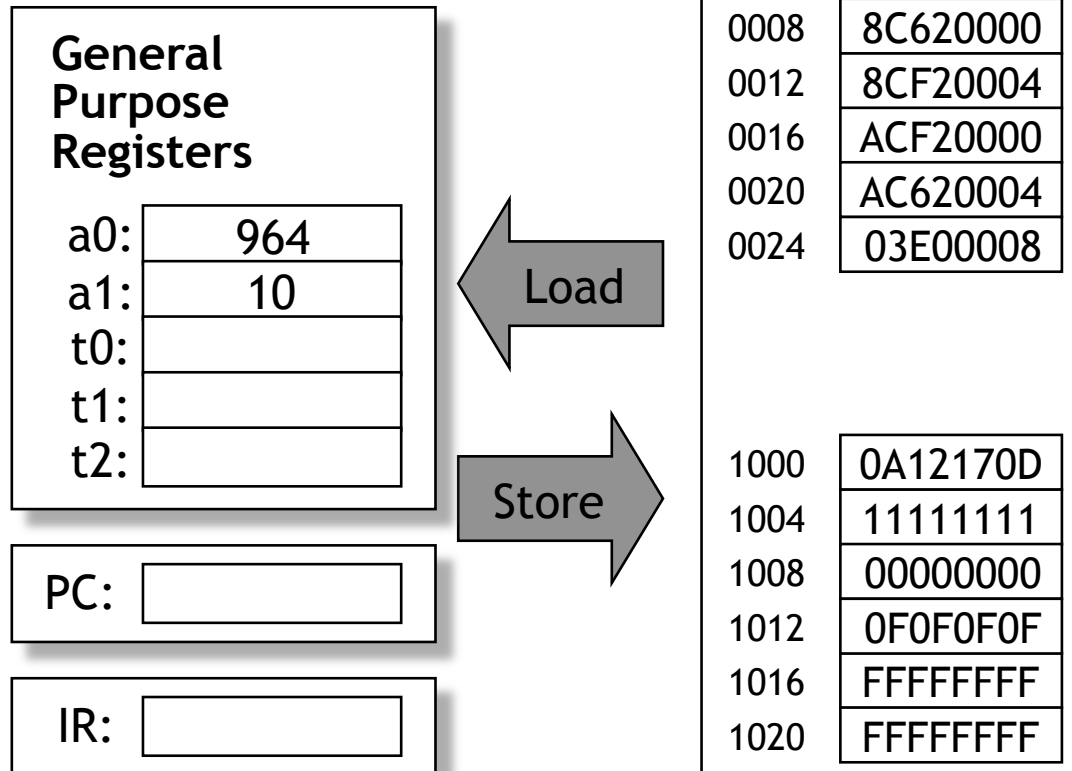 General
Purpose
Registers
a0: 964
a1: 10
t0:
t1:
t2:
PC:
IR:
Load
Store
0008 8C620000
0012 8CF20004
0016 ACF20000
0020 AC620004
0024 03E00008
1000 0A12170D
1004 11111111
1008 00000000
1012 0F0F0F0F
1016 FFFFFFFF
1020 FFFFFFFF